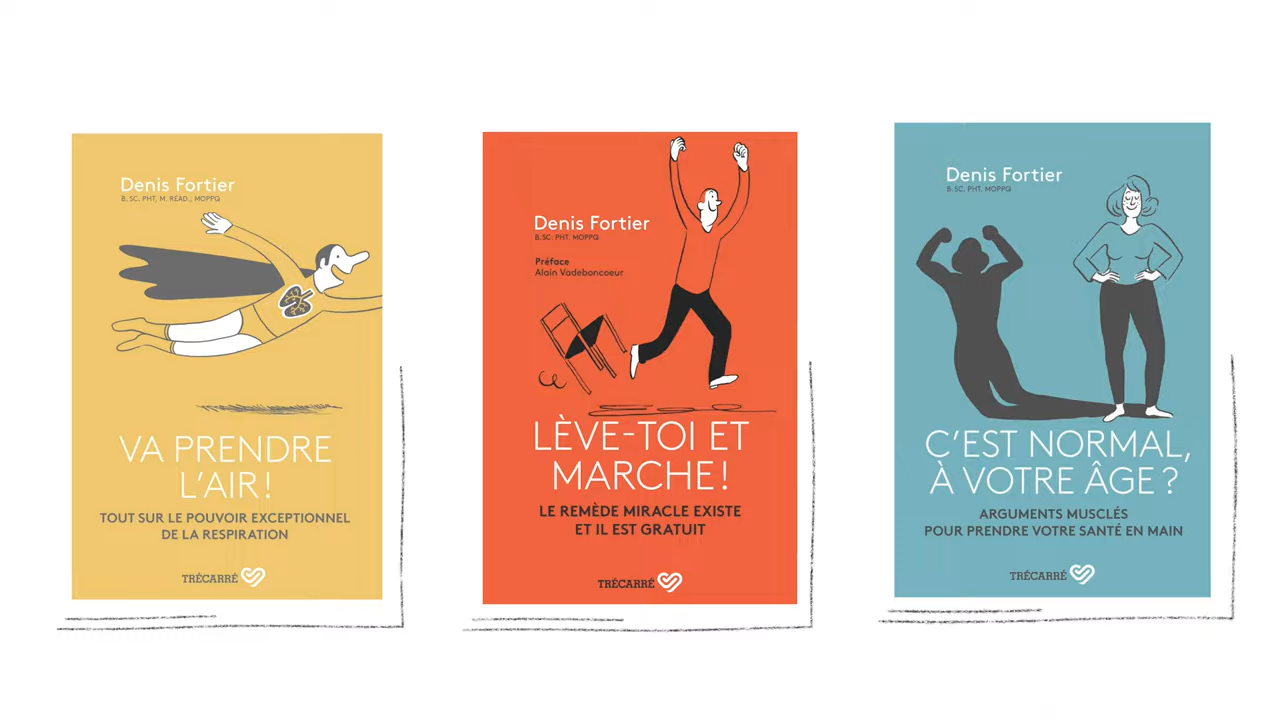 Denis Fortier
B. SC. PHT, M. READ., MOPPQ
VA PRENDRE
L'AIR !
TOUT SUR LE POUVOIR EXCEPTIONNEL
DE LA RESPIRATION
TRÉCARRÉ
Denis Fortier
B.SC. PHT. MOPPQ
Préface
Alain Vadeboncoeur
LÈVE-TOI ET
MARCHE !
LE REMÈDE MIRACLE EXISTE
ET IL EST GRATUIT
TRÉCARRÉ
Denis Fortier
B.SC. PHT, MOPPQ
C'EST NORMAL,
À VOTRE ÂGE ?
ARGUMENTS MUSCLÉS
POUR PRENDRE VOTRE SANTÉ EN MAIN
TRÉCARRÉ